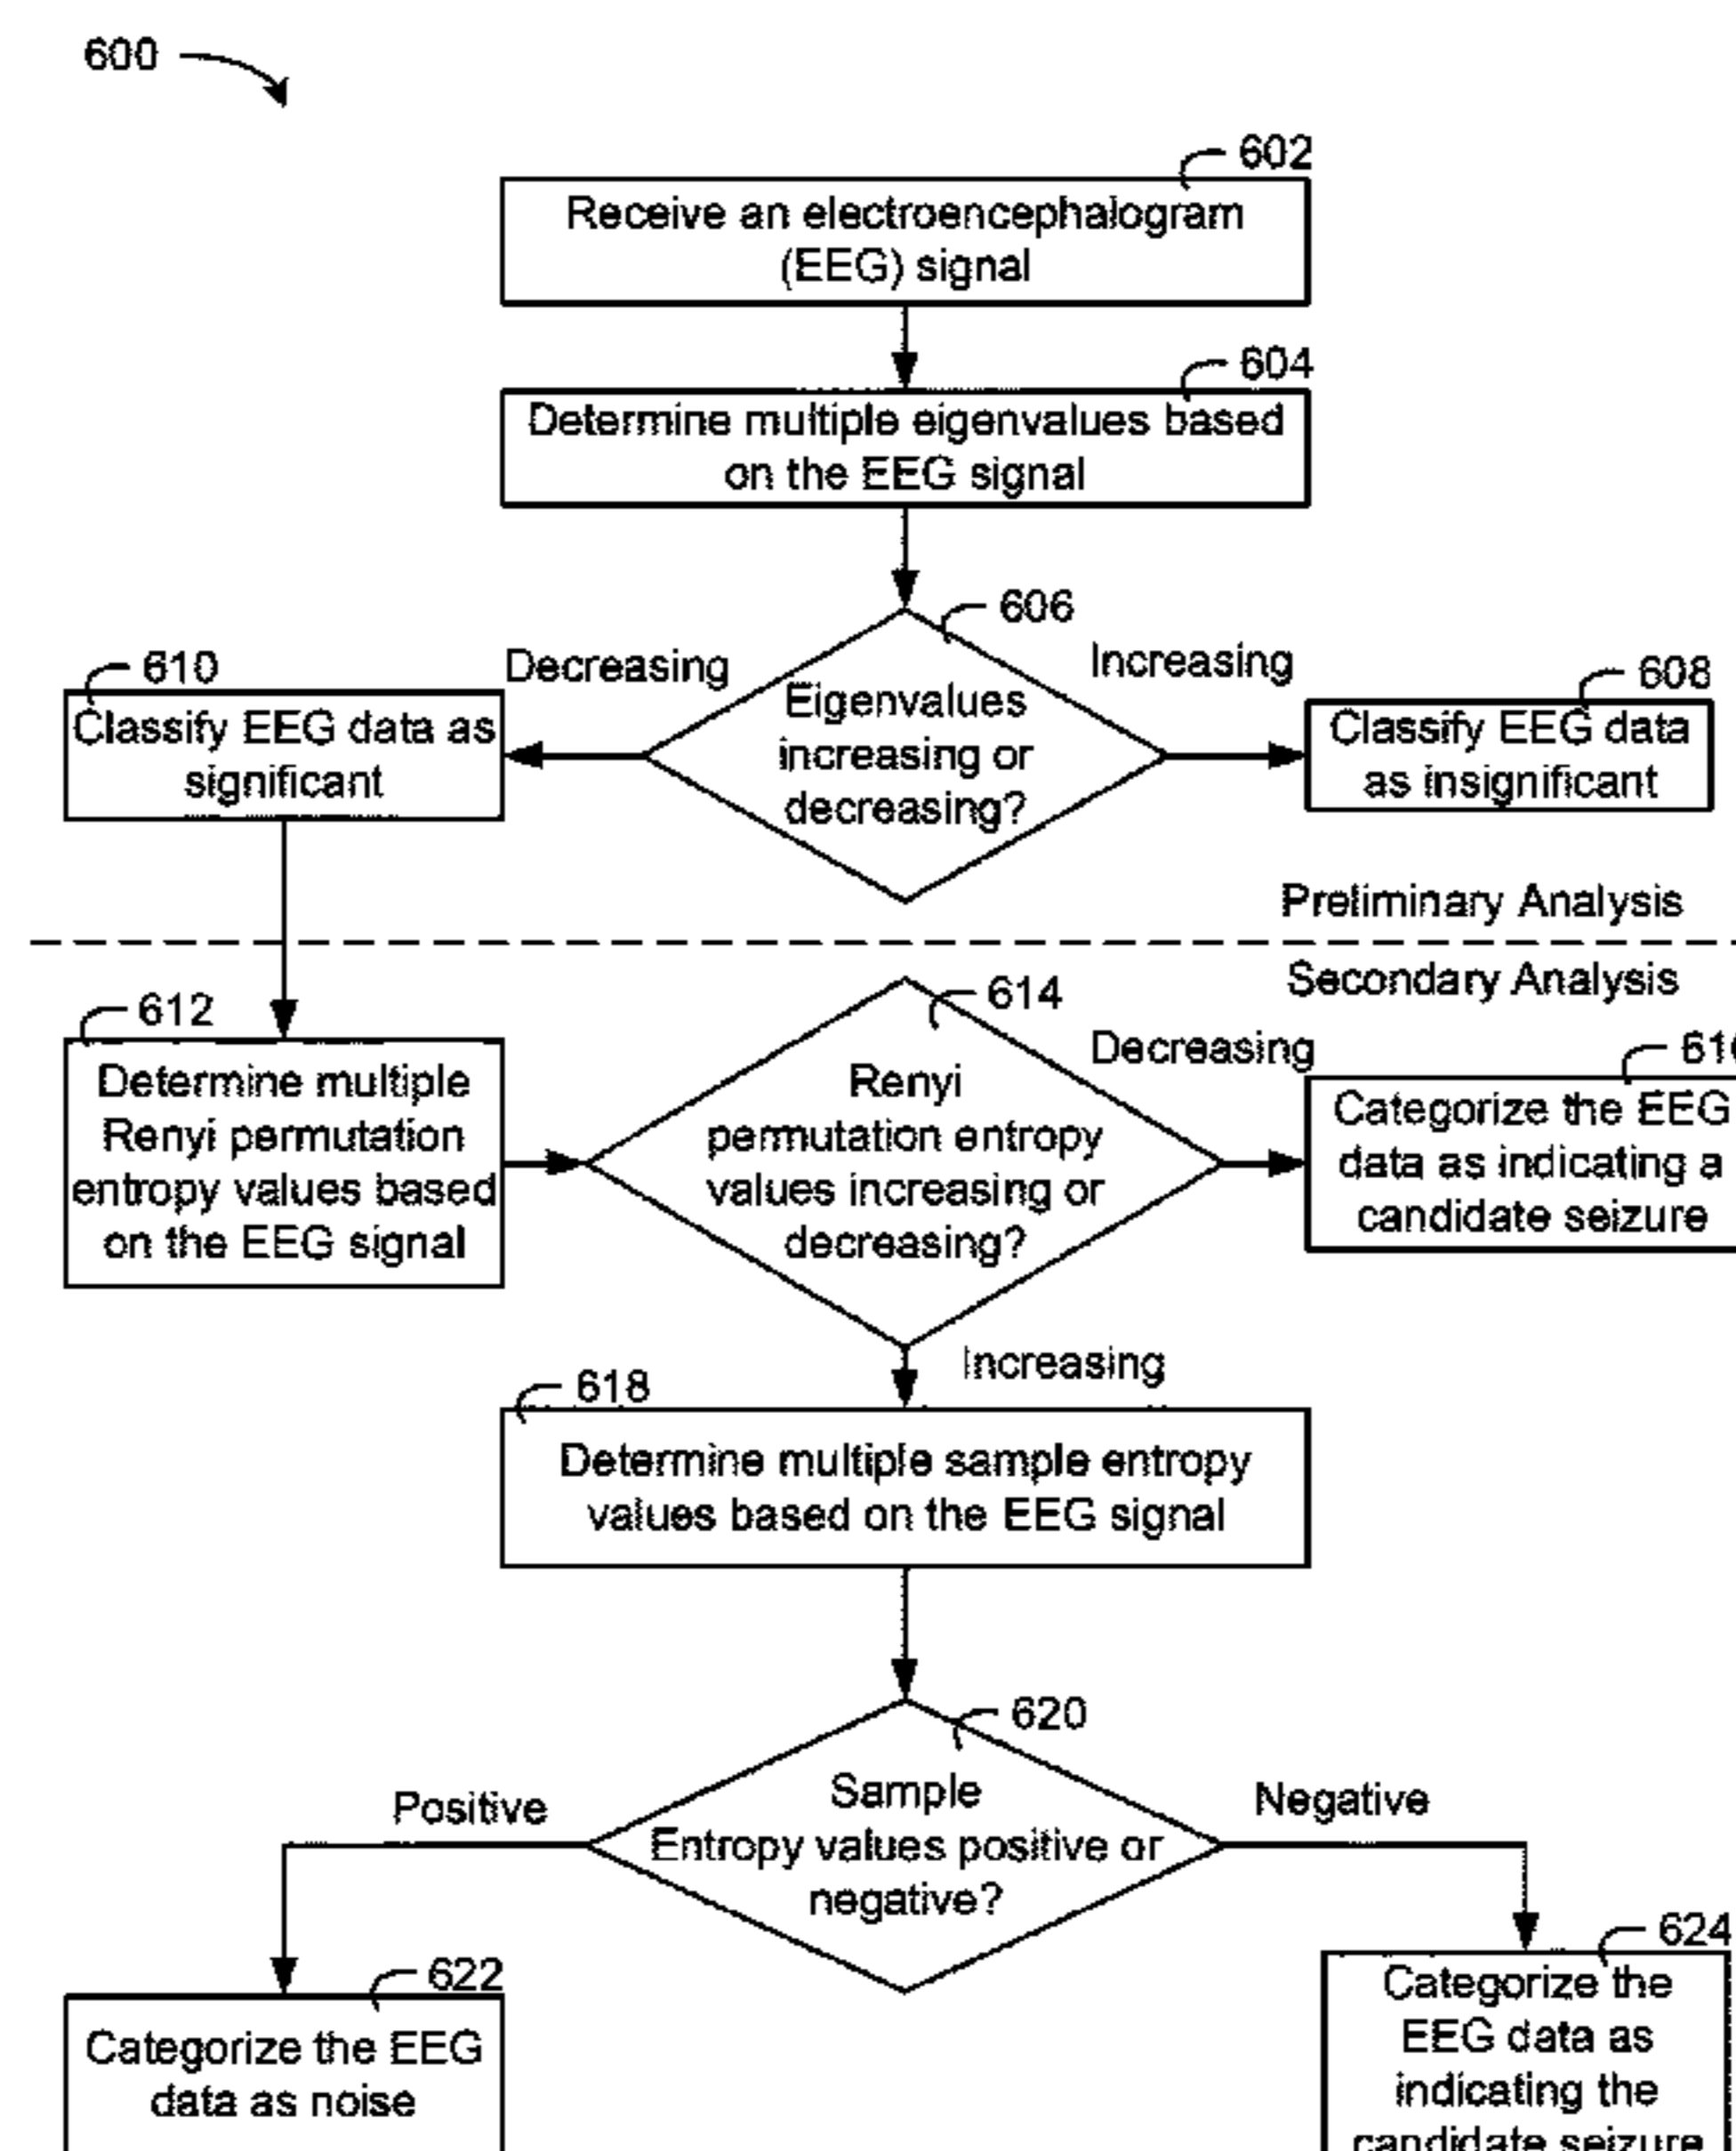 600
602
Receive an electroencephalogram
(EEG) signal
604
Determine multiple eigenvalues based
on the EEG signal
606
Decreasing
Increasing
Eigenvalues
increasing or
decreasing?
610
Classify EEG data as
significant
608
Classify EEG data
as insignificant
Preliminary Analysis
Secondary Analysis
612
Determine multiple
Renyi permutation
entropy values based
on the EEG signal
614
Renyi
permutation entropy
values increasing or
decreasing?
Decreasing
Categorize the EEG
data as indicating a
candidate seizure
Increasing
618
Determine multiple sample entropy
values based on the EEG signal
620
Sample
Entropy values positive or
negative?
Positive
Negative
622
Categorize the EEG
data as noise
624
Categorize the
EEG data as
indicating the
candidate seizure